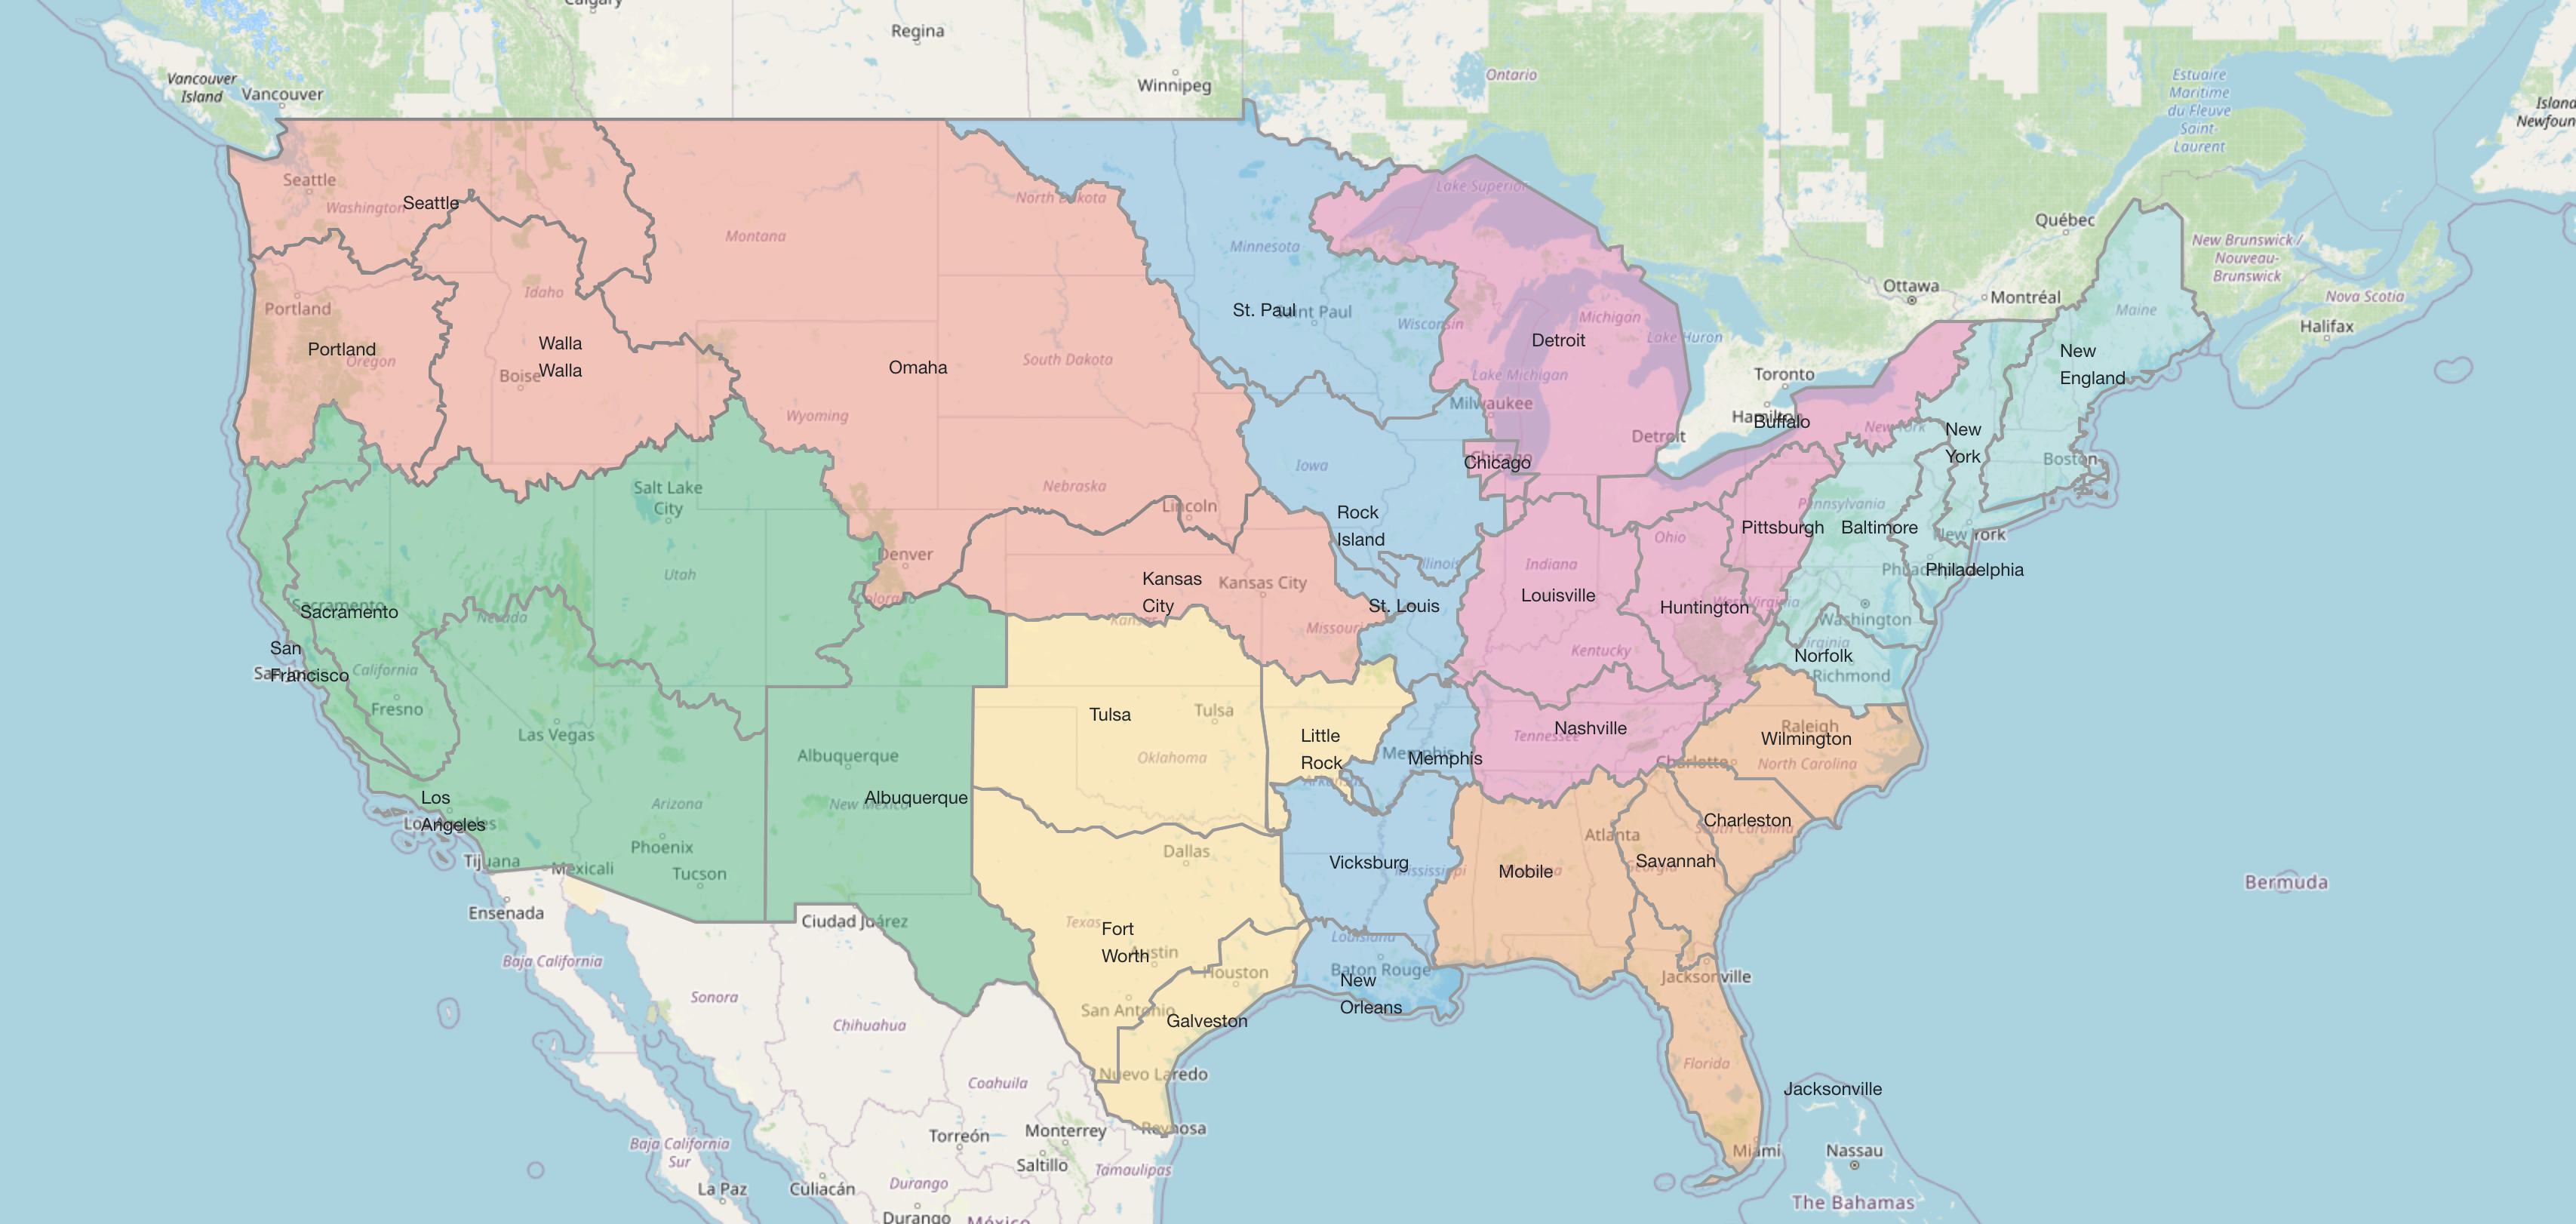 Calgary
Regina
Winnipeg
Ontario
Estuaire
Maritime
du Fleuve
Saint-
Laurent
Island
Newfoun
Vancouver
Island
Vancouver
Québec
New Brunswick /
Nouveau-
Brunswick
Nova Scotia
Halifax
Ottawa
Montréal
Maine
Toronto
Hamilton
Seattle
Washington
Seattle
Montana
North Dakota
Minnesota
Lake Superior
Portland
Portland
Oregon
Idaho
Boise
Walla
Walla
Omaha
South Dakota
Wyoming
Nebraska
Lincoln
St. Paul
Saint Paul
Wisconsin
Michigan
Detroit
Lake Huron
Lake Michigan
Milwaukee
Detroit
Buffalo
New York
New
York
New
England
Boston
Iowa
Chicago
Chicago
Rock
Island
Illinois
Indiana
Ohio
Pittsburgh
Pennsylvania
Baltimore
New York
Philadelphia
Philadelphia
Salt Lake
City
Utah
Denver
Colorado
Kansas
City
Kansas City
Kansas
Missouri
St. Louis
Louisville
Kentucky
Huntington
West Virginia
Washington
Virginia
Norfolk
Richmond
Sacramento
Sacramento
Nevada
San
Francisco
California
Fresno
Las Vegas
Los
Angeles
Los Angeles
Arizona
Phoenix
Tucson
Tijuana
Mexicali
Albuquerque
New Mexico
Albuquerque
Tulsa
Tulsa
Oklahoma
Little
Rock
Arkansas
Memphis
Memphis
Nashville
Tennessee
Raleigh
Wilmington
Charlotte
North Carolina
Charleston
South Carolina
Atlanta
Savannah
Georgia
Mobile
Alabama
Vicksburg
Mississippi
Dallas
Texas
Fort
Worth
Austin
Houston
San Antonio
Galveston
Louisiana
Baton Rouge
New
Orleans
Jacksonville
Florida
Jacksonville
Miami
Bermuda
Nassau
The Bahamas
Ensenada
Baja California
Ciudad Juárez
Sonora
Chihuahua
Coahuila
Nuevo Laredo
Reynosa
Torreón
Monterrey
Saltillo
Tamaulipas
Baja California
Sur
La Paz
Culiacán
Durango
Durango
México